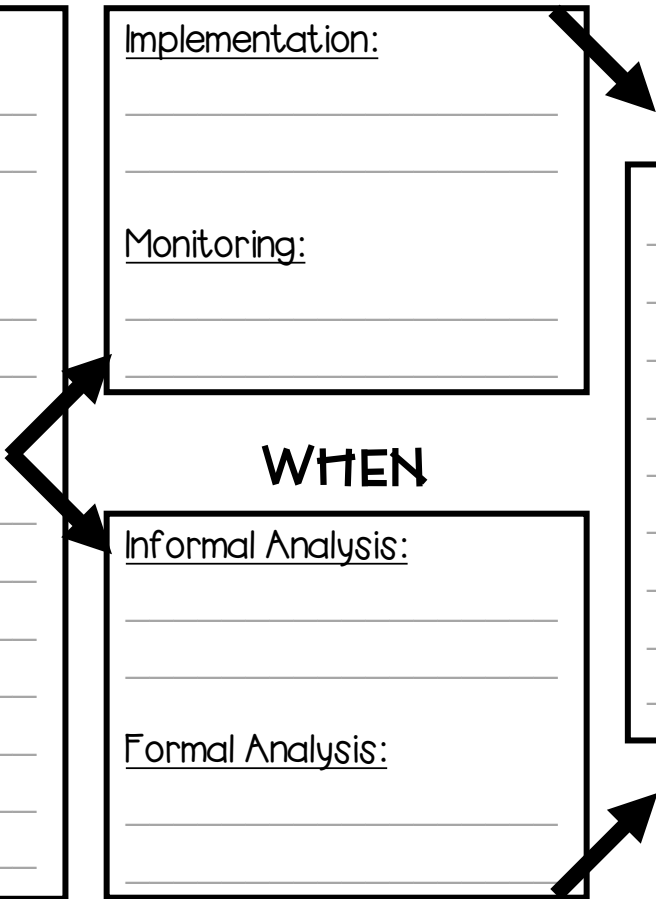 Implementation:
Monitoring:
WHEN
Informal Analysis:
Formal Analysis: